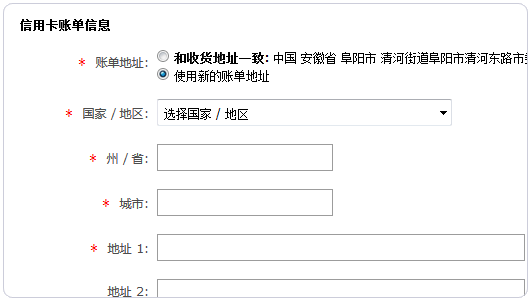 信用卡账单信息
* 账单地址: 和收货地址一致: 中国 安徽省 阜阳市 清河街道阜阳市清河东路市
使用新的账单地址
* 国家 / 地区: 选择国家 / 地区
* 州 / 省:
* 城市:
* 地址 1:
地址 2: